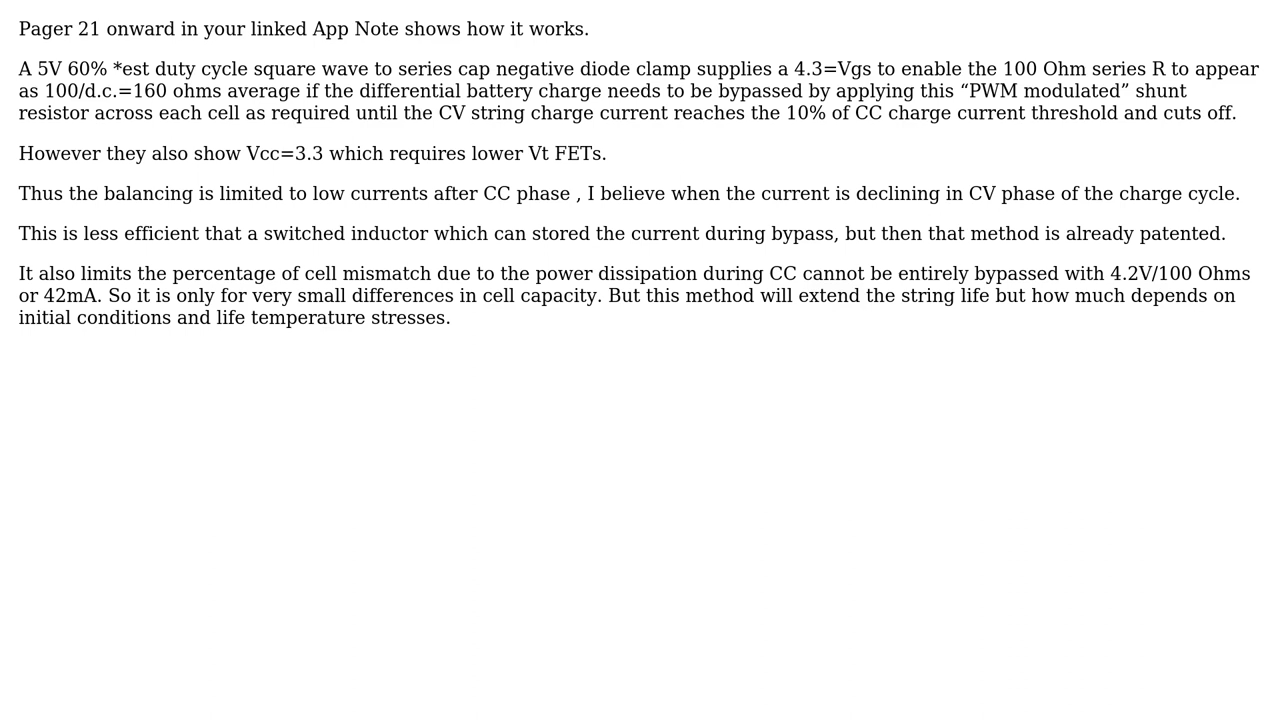 Pager 21 onward in your linked App Note shows how it works.
A 5V 60% *est duty cycle square wave to series cap negative diode clamp supplies a 4.3=Vgs to enable the 100 Ohm series R to appear
as 100/d.c.=160 ohms average if the differential battery charge needs to be bypassed by applying this “PWM modulated” shunt
resistor across each cell as required until the CV string charge current reaches the 10% of CC charge current threshold and cuts off.
However they also show Vcc=3.3 which requires lower Vt FETs.
Thus the balancing is limited to low currents after CC phase , I believe when the current is declining in CV phase of the charge cycle.
This is less efficient that a switched inductor which can stored the current during bypass, but then that method is already patented.
It also limits the percentage of cell mismatch due to the power dissipation during CC cannot be entirely bypassed with 4.2V/100 Ohms
or 42mA. So it is only for very small differences in cell capacity. But this method will extend the string life but how much depends on
initial conditions and life temperature stresses.